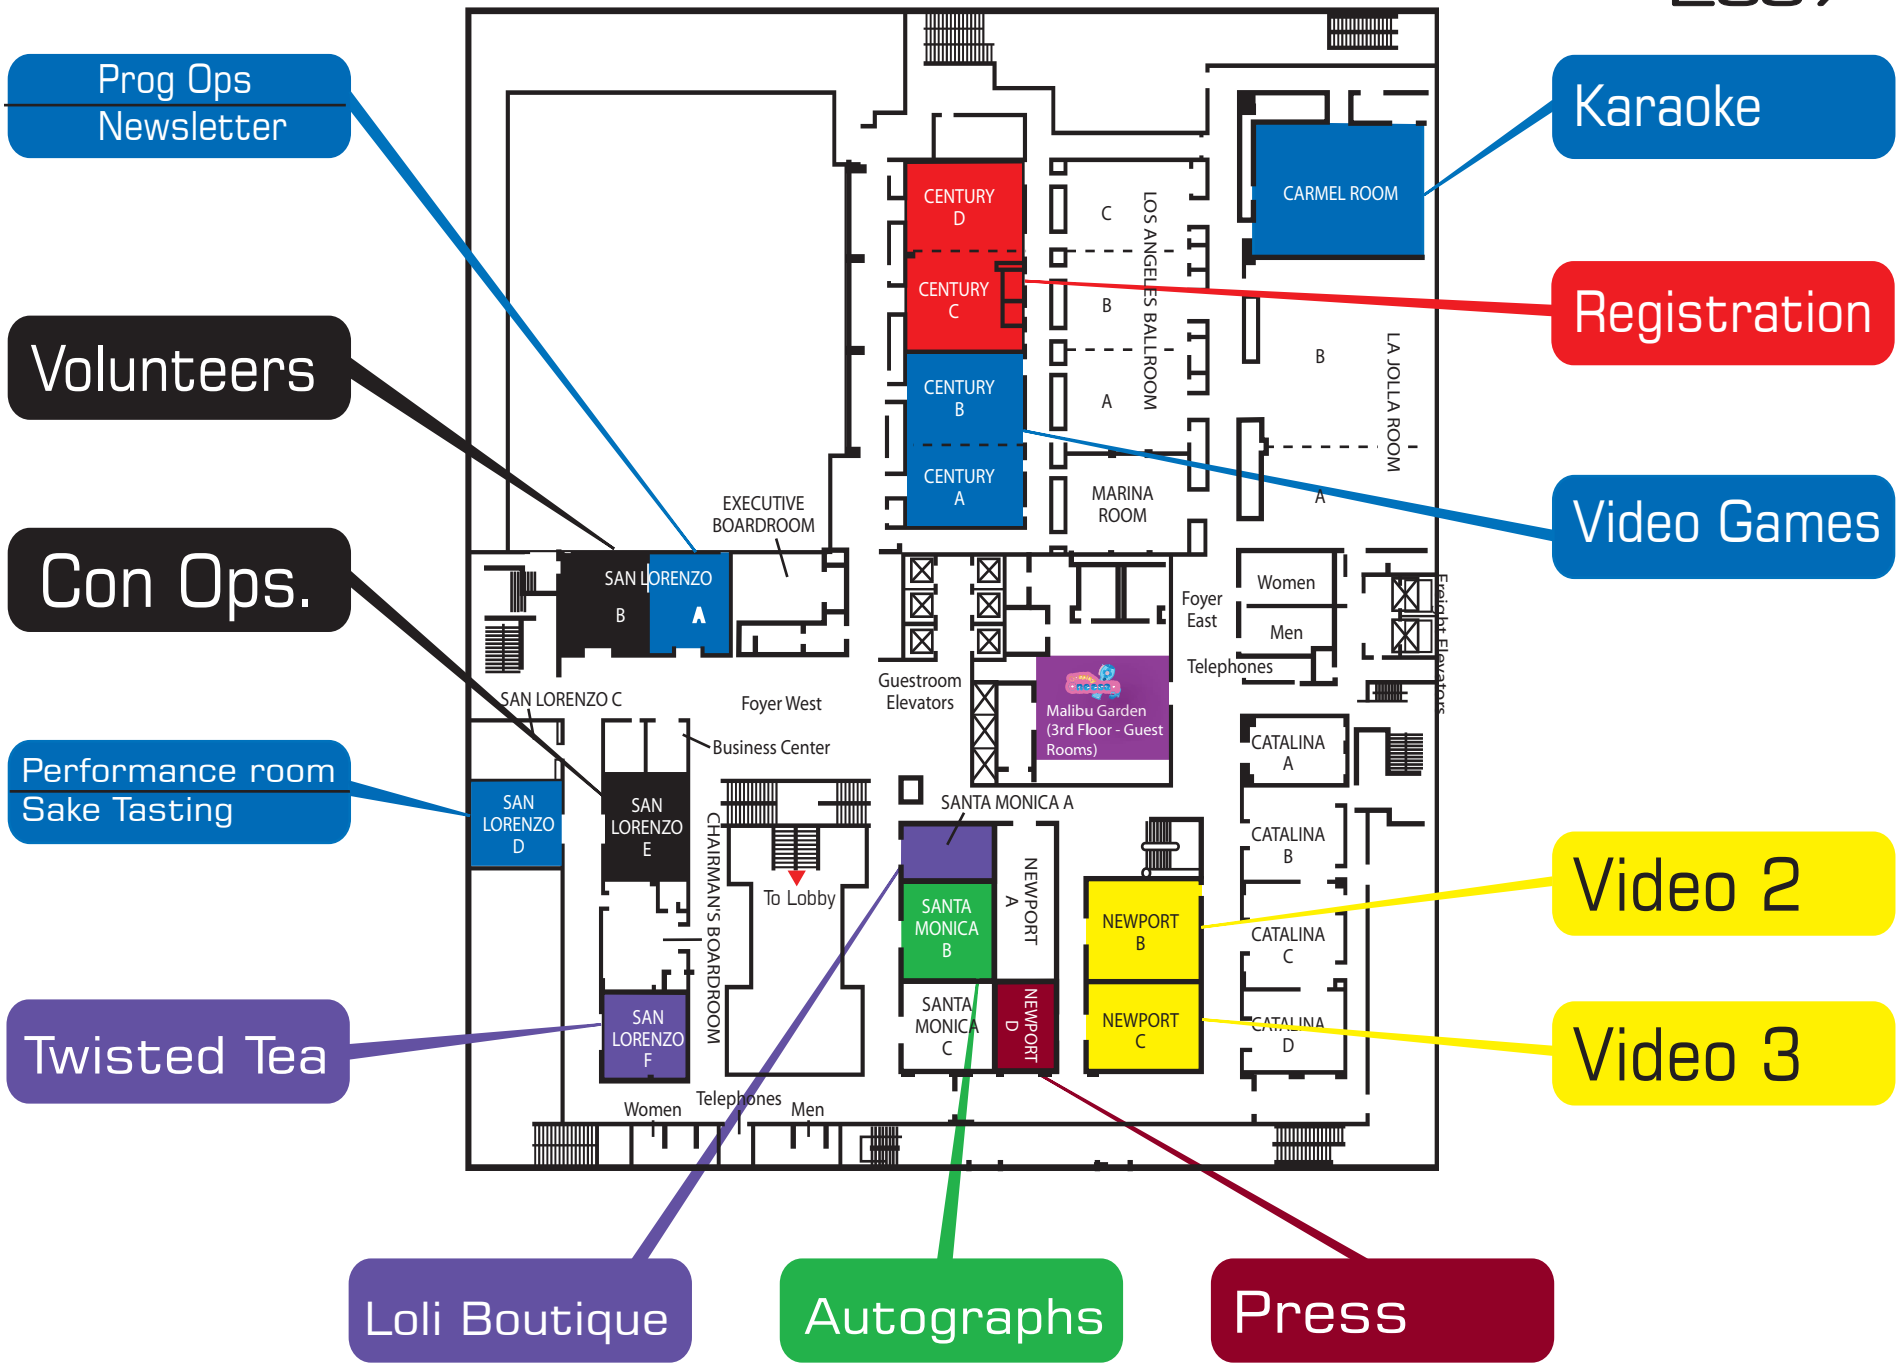 Prog Ops
Newsletter
Karaoke
CENTURY
D
CARMEL ROOM
C
LOS ANGELES BALLROOM
CENTURY
C
B
Registration
Volunteers
B
LA JOLLA ROOM
CENTURY
B
A
CENTURY
A
MARINA
ROOM
A
Video Games
EXECUTIVE
BOARDROOM
Con Ops.
SAN LORENZO
B
A
Foyer
East
Women
Men
Freight Elevators
Telephones
Guestroom
Elevators
SAN LORENZO C
Foyer West
Malibu Garden
(3rd Floor - Guest
Rooms)
Business Center
CATALINA
A
Performance room
Sake Tasting
SAN
LORENZO
D
SAN
LORENZO
E
CHAIRMAN'S BOARDROOM
SANTA MONICA A
CATALINA
B
To Lobby
SANTA
MONICA
B
NEWPORT
A
NEWPORT
B
CATALINA
C
Video 2
SAN
LORENZO
F
SANTA
MONICA
C
NEWPORT
D
NEWPORT
C
CATALINA
D
Video 3
Twisted Tea
Women
Telephones
Men
Loli Boutique
Autographs
Press